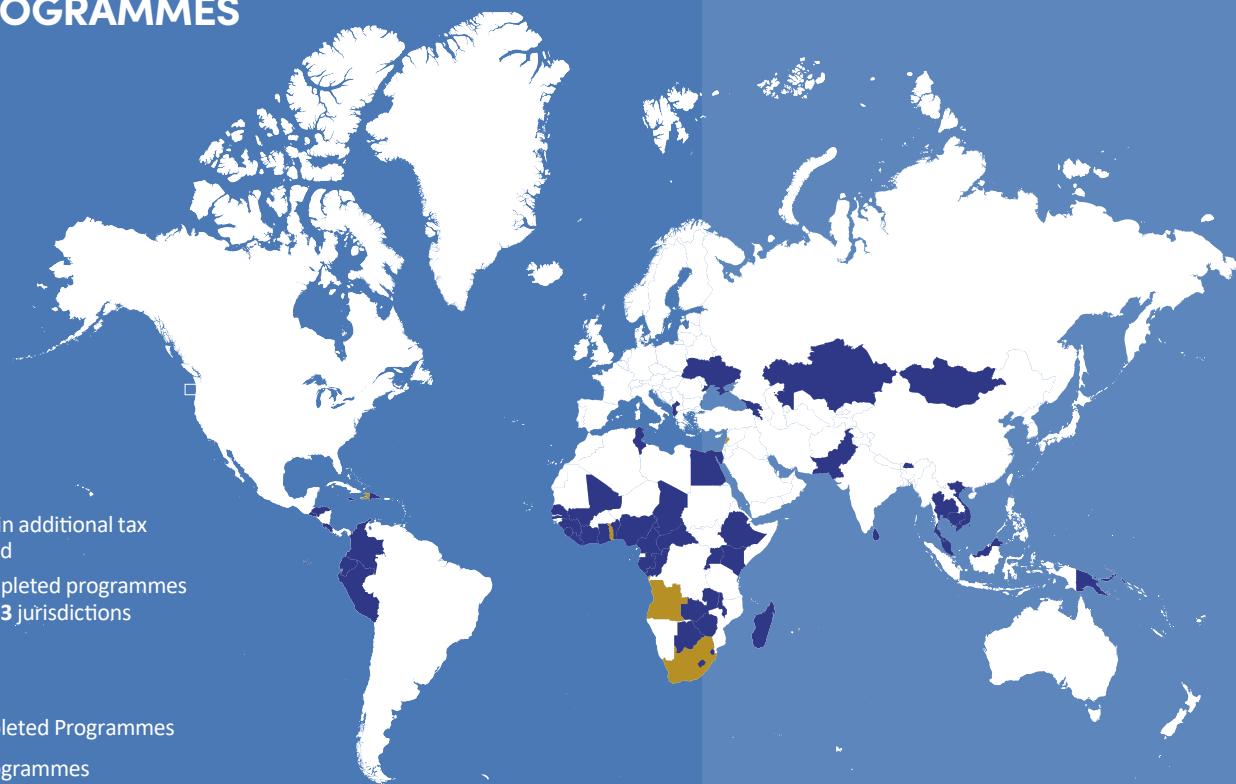 OGRAMMES
in additional tax
d
pleted programmes
3 jurisdictions
leted Programmes
grammes